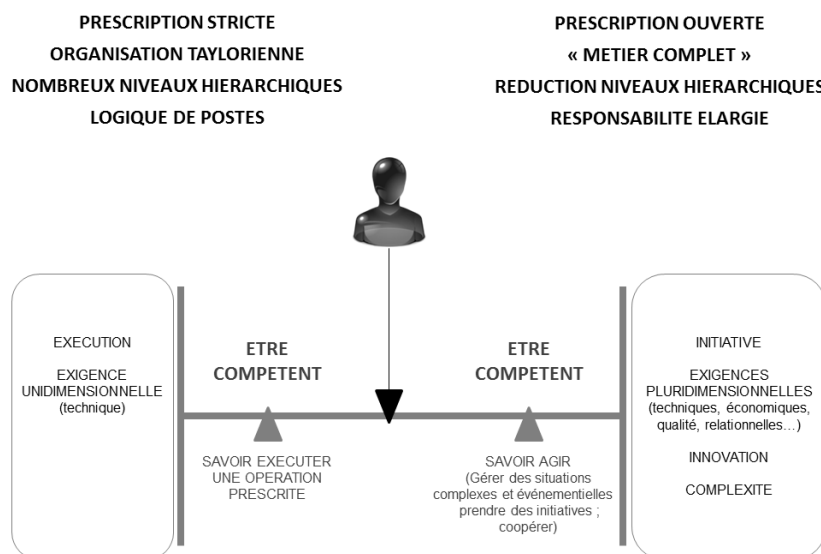 PRESCRIPTION STRICTE
ORGANISATION TAYLORIENNE
NOMBREUX NIVEAUX HIERARCHIQUES
LOGIQUE DE POSTES
PRESCRIPTION OUVERTE
« METIER COMPLET »
REDUCTION NIVEAUX HIERARCHIQUES
RESPONSABILITE ELARGIE
EXECUTION
EXIGENCE
UNIDIMENSIONNELLE
(technique)
ETRE
COMPETENT
SAVOIR EXECUTER
UNE OPERATION
PRESCRITE
ETRE
COMPETENT
SAVOIR AGIR
(Gérer des situations
complexes et événementielles
prendre des initiatives ;
coopérer)
INITIATIVE
EXIGENCES
PLURIDIMENSIONNELLES
(techniques, économiques,
qualité, relationnelles...)
INNOVATION
COMPLEXITE